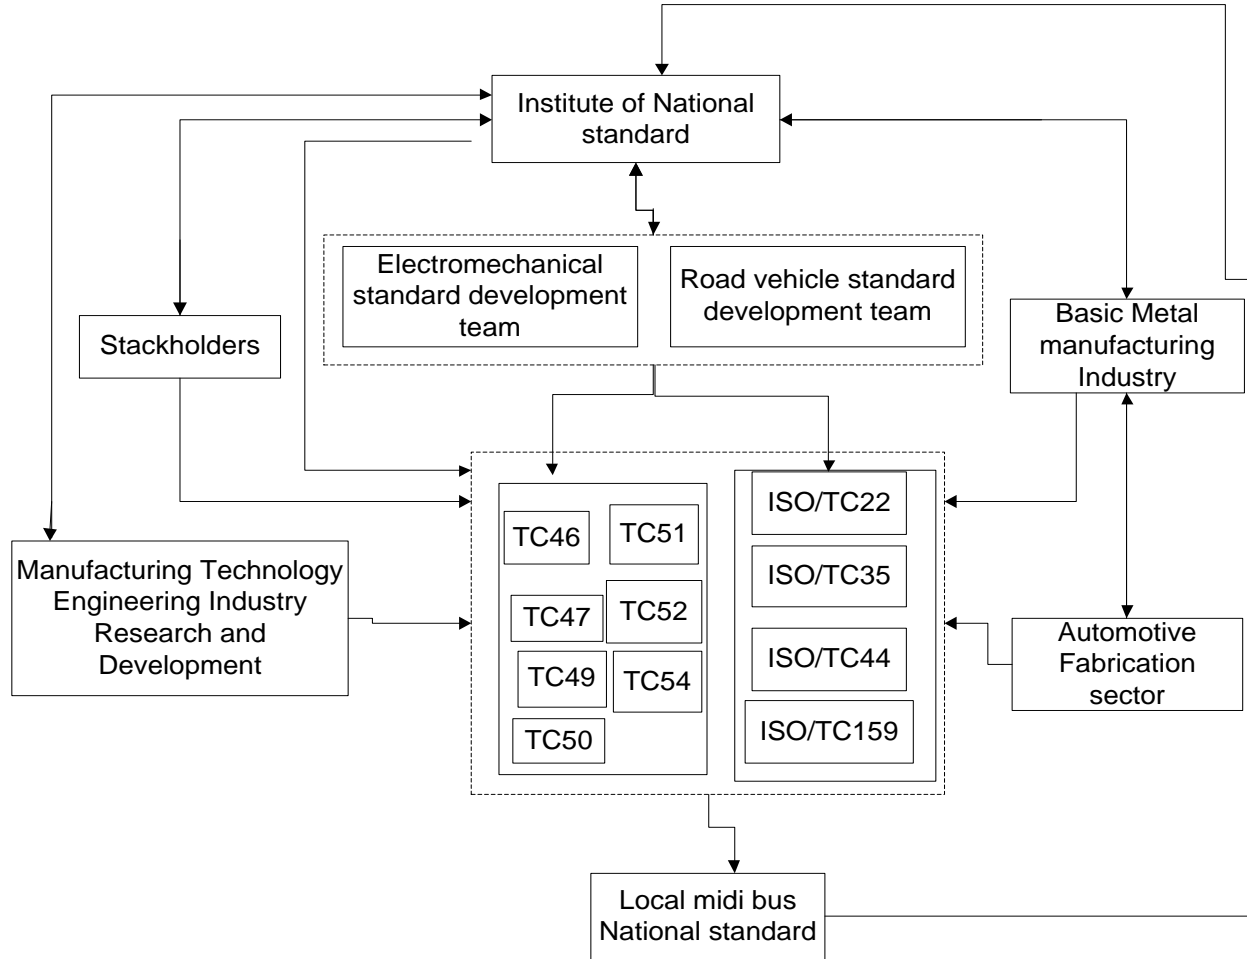 Institute of National
standard
Electromechanical
standard development
team
Road vehicle standard
development team
Stackholders
Basic Metal
manufacturing
Industry
Manufacturing Technology
Engineering Industry
Research and
Development
TC46
TC51
TC47
TC52
TC49
TC54
TC50
ISO/TC22
ISO/TC35
ISO/TC44
ISO/TC159
Automotive
Fabrication
sector
Local midi bus
National standard